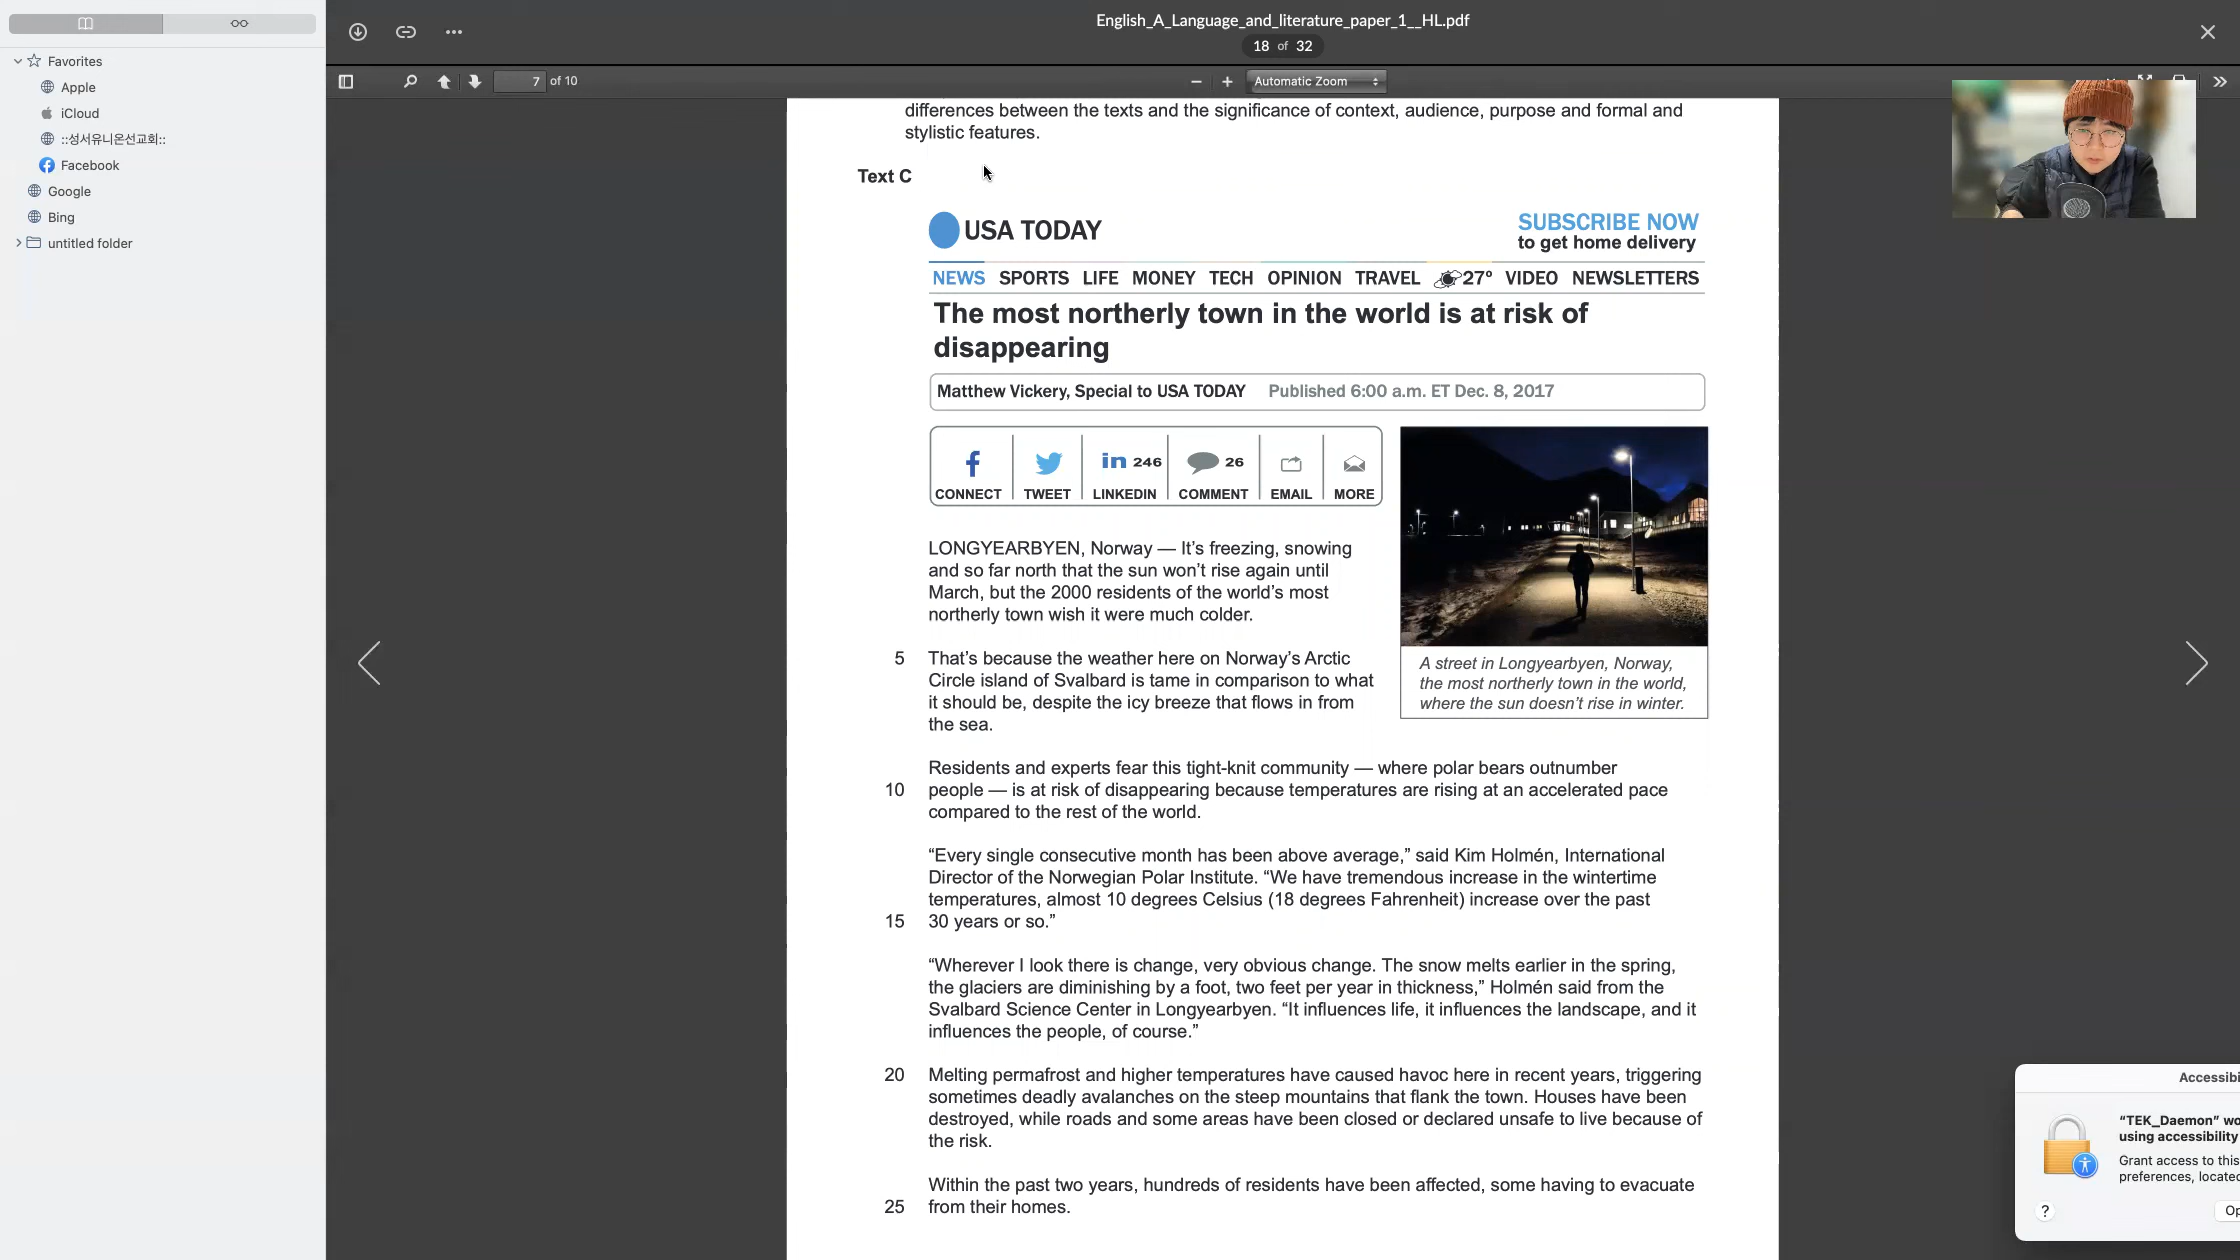 English_A_Language_and_literature_paper_1__HL.pdf
18 of 32
Favorites
Apple
iCloud
::성서유니온선교회::
Facebook
Google
Bing
untitled folder
7 of 10
Automatic Zoom
differences between the texts and the significance of context, audience, purpose and formal and
stylistic features.
Text C
USA TODAY
SUBSCRIBE NOW
to get home delivery
NEWS SPORTS LIFE MONEY TECH OPINION TRAVEL 27° VIDEO NEWSLETTERS
The most northerly town in the world is at risk of
disappearing
Matthew Vickery, Special to USA TODAY Published 6:00 a.m. ET Dec. 8, 2017
in 246 26
CONNECT TWEET LINKEDIN COMMENT EMAIL MORE
LONGYEARBYEN, Norway — It’s freezing, snowing
and so far north that the sun won’t rise again until
March, but the 2000 residents of the world’s most
northerly town wish it were much colder.
5 That’s because the weather here on Norway’s Arctic
Circle island of Svalbard is tame in comparison to what
it should be, despite the icy breeze that flows in from
the sea.
A street in Longyearbyen, Norway,
the most northerly town in the world,
where the sun doesn’t rise in winter.
Residents and experts fear this tight-knit community — where polar bears outnumber
10 people — is at risk of disappearing because temperatures are rising at an accelerated pace
compared to the rest of the world.
“Every single consecutive month has been above average,” said Kim Holmén, International
Director of the Norwegian Polar Institute. “We have tremendous increase in the wintertime
temperatures, almost 10 degrees Celsius (18 degrees Fahrenheit) increase over the past
15 30 years or so.”
“Wherever I look there is change, very obvious change. The snow melts earlier in the spring,
the glaciers are diminishing by a foot, two feet per year in thickness,” Holmén said from the
Svalbard Science Center in Longyearbyen. “It influences life, it influences the landscape, and it
influences the people, of course.”
20 Melting permafrost and higher temperatures have caused havoc here in recent years, triggering
sometimes deadly avalanches on the steep mountains that flank the town. Houses have been
destroyed, while roads and some areas have been closed or declared unsafe to live because of
the risk.
Within the past two years, hundreds of residents have been affected, some having to evacuate
25 from their homes.
Accessibi
“TEK_Daemon” wo
using accessibility
Grant access to this
preferences, located
?
Op